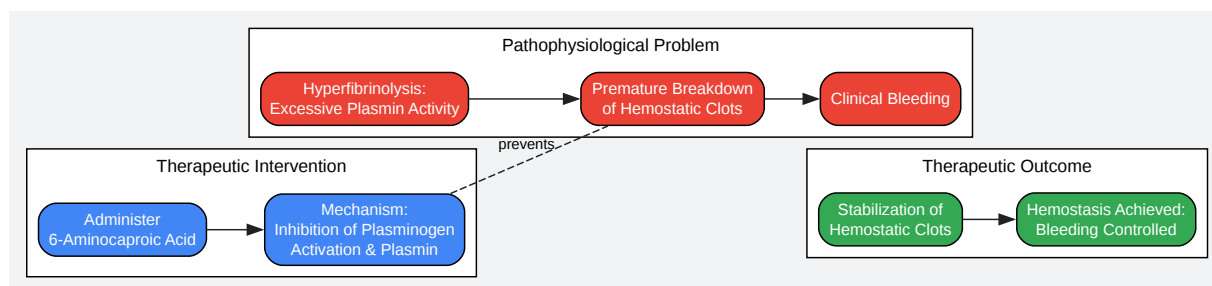 Pathophysiological Problem
Hyperfibrinolysis:
Excessive Plasmin Activity
Premature Breakdown
of Hemostatic Clots
Clinical Bleeding
prevents
Therapeutic Intervention
Administer
6-Aminocaproic Acid
Mechanism:
Inhibition of Plasminogen
Activation & Plasmin
Therapeutic Outcome
Stabilization of
Hemostatic Clots
Hemostasis Achieved:
Bleeding Controlled